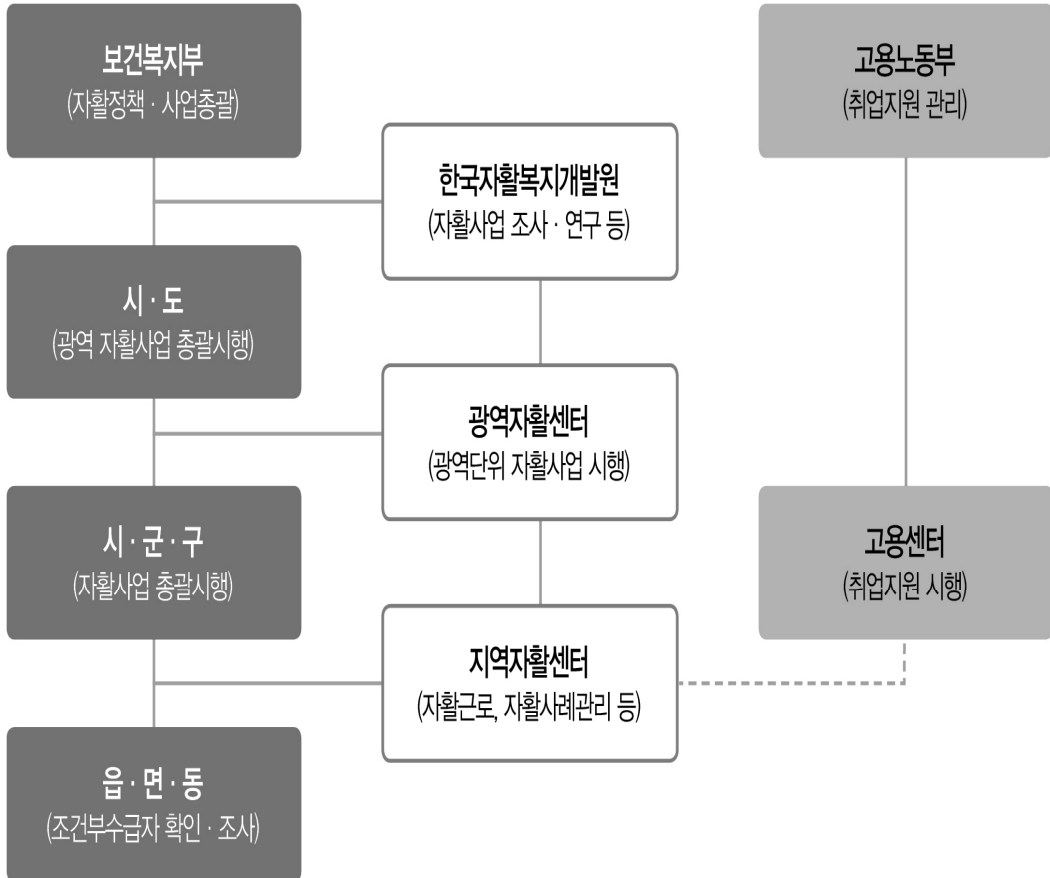 보건복지부
(자활정책 · 사업총괄)
고용노동부
(취업지원 관리)
한국자활복지개발원
(자활사업 조사 · 연구 등)
시 · 도
(광역 자활사업 총괄시행)
광역자활센터
(광역단위 자활사업 시행)
시 · 군 · 구
(자활사업 총괄시행)
고용센터
(취업지원 시행)
지역자활센터
(자활근로, 자활사례관리 등)
읍 · 면 · 동
(조건부수급자 확인 · 조사)